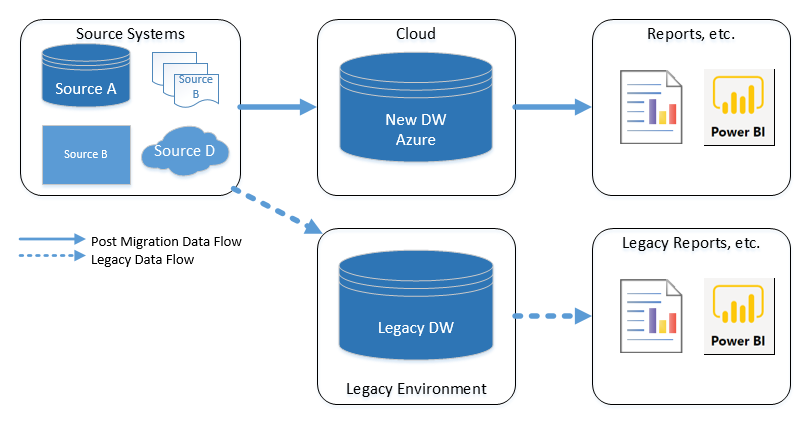 Source Systems
Source A
Source
B
Source B
Source D
Cloud
New DW
Azure
Reports, etc.
Power BI
Post Migration Data Flow
Legacy Data Flow
Legacy DW
Legacy Environment
Legacy Reports, etc.
Power BI